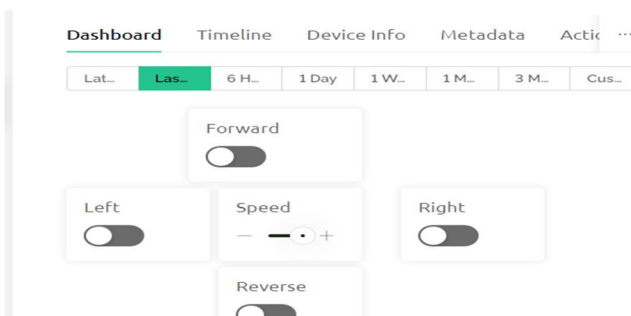 Dashboard Timeline Device Info Metadata Actic ...
Lat... Las... 6 H... 1 Day 1 W... 1 M... 3 M... Cus...
Forward
Left Speed Right
− +
Reverse